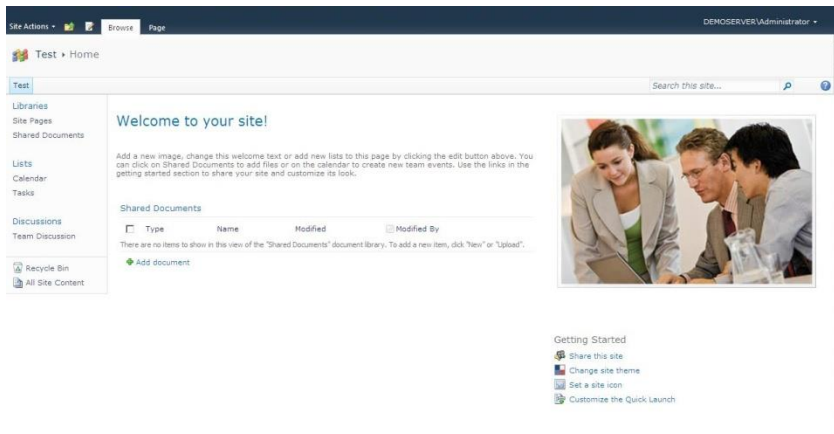 Site Actions Browse Page DEMOSERVER\Administrator
Test Home
Test Search this site...
Libraries
Site Pages
Shared Documents
Lists
Calendar
Tasks
Discussions
Team Discussion
Recycle Bin
All Site Content
Welcome to your site!
Add a new image, change this welcome text or add new lists to this page by clicking the edit button above. You
can click on Shared Documents to add files or on the calendar to create new team events. Use the links in the
getting started section to share your site and customize its look.
Shared Documents
Type Name Modified Modified By
There are no items to show in this view of the "Shared Documents" document library. To add a new item, click "New" or "Upload".
Add document
Getting Started
Share this site
Change site theme
Set a site icon
Customize the Quick Launch